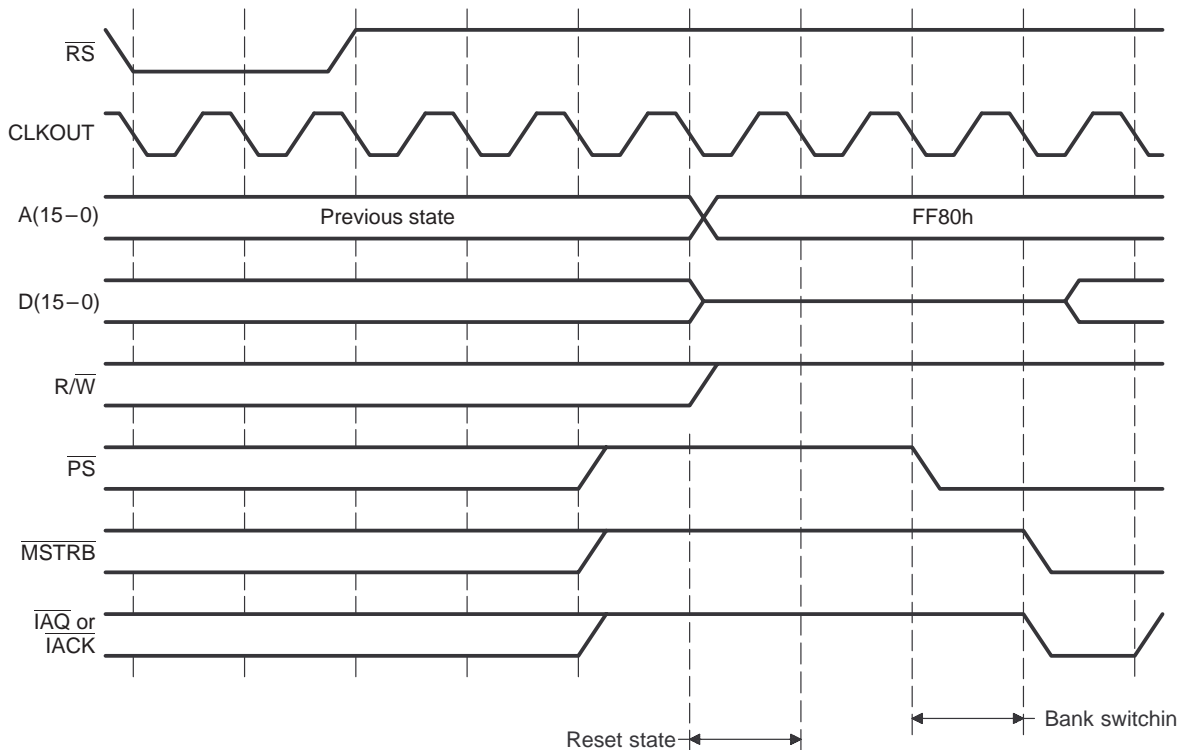 RS
CLKOUT
A(15–0)
Previous state
FF80h
D(15–0)
R/W
PS
MSTRB
IAQ or
IACK
Bank switchin
Reset state